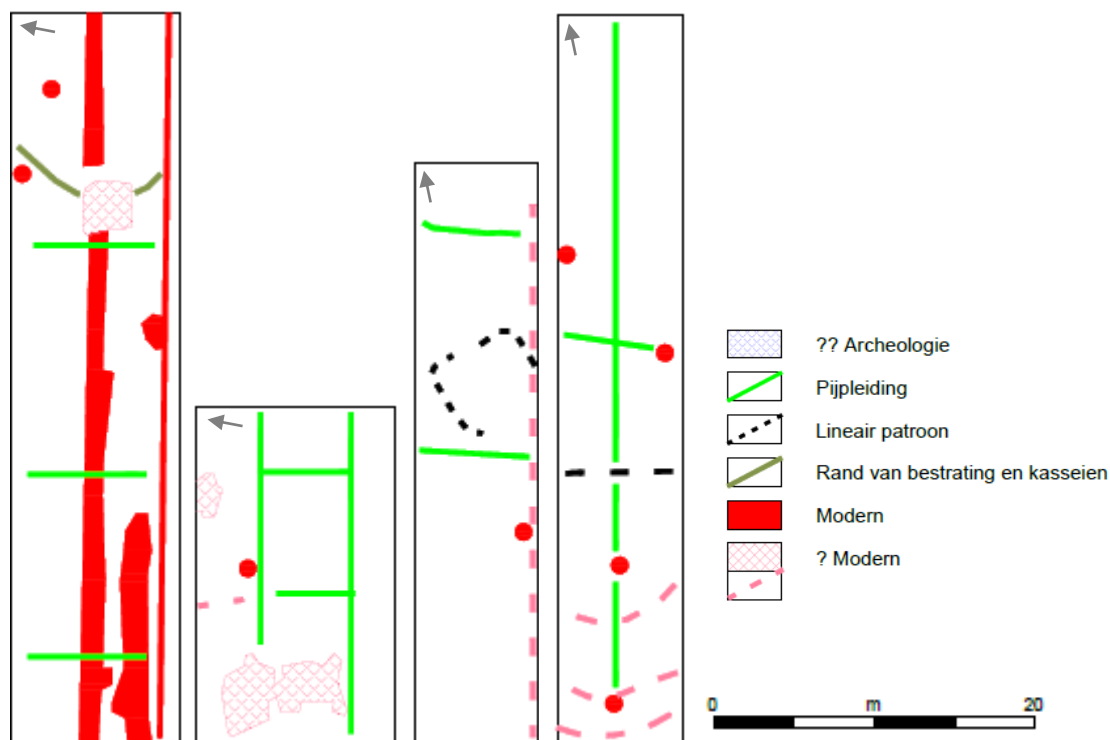 ?? Archeologie
Pijpleiding
Lineair patroon
Rand van bestrating en kasseien
Modern
? Modern
0 m 20